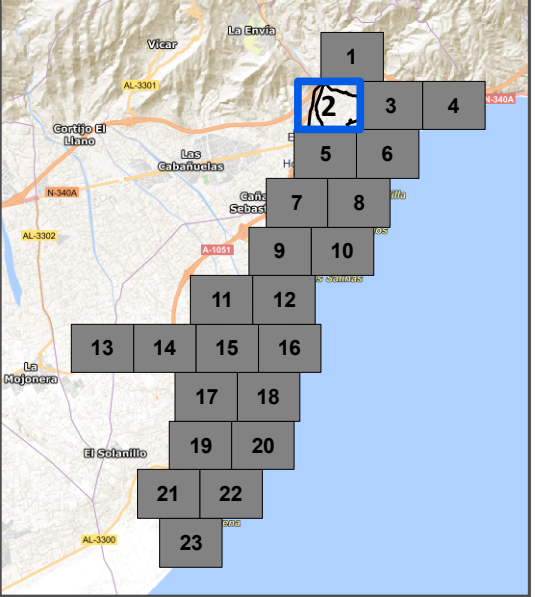 La Envía
Vícar
1
AL-3301
2
3
4
N-340A
Cortijo El
Llano
Las
Cabañuelas
5
6
N-340A
7
8
AL-3302
A-1051
9
10
s Salinas
11
12
13
14
15
16
La
Mojonera
17
18
El Solanillo
19
20
21
22
23
AL-3300